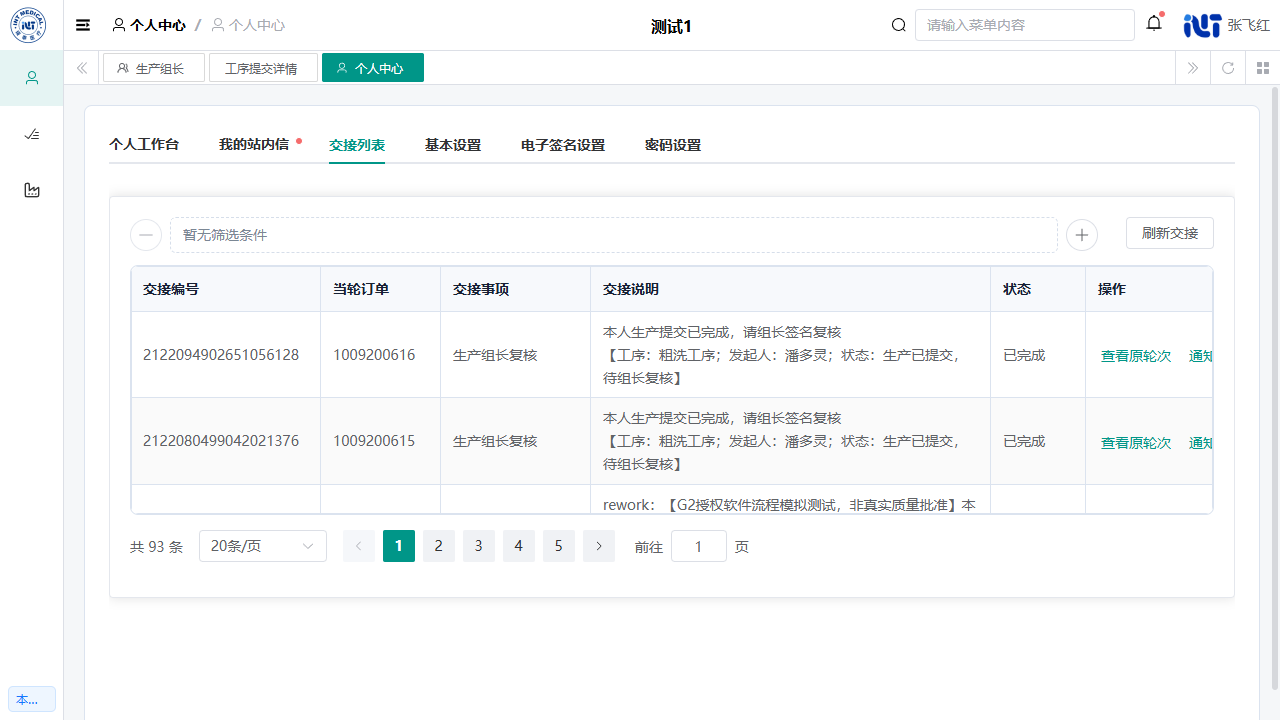 个人中心 / 个人中心
测试1
请输入菜单内容
张飞红
生产组长
工序提交详情
个人中心
个人工作台
我的站内信
交接列表
基本设置
电子签名设置
密码设置
暂无筛选条件
刷新交接
交接编号 当轮订单 交接事项 交接说明 状态 操作
本人生产提交已完成，请组长签名复核
2122094902651056128 1009200616 生产组长复核 【工序：粗洗工序；发起人：潘多灵；状态：生产已提交， 已完成 查看原轮次 通知
待组长复核】
本人生产提交已完成，请组长签名复核
2122080499042021376 1009200615 生产组长复核 【工序：粗洗工序；发起人：潘多灵；状态：生产已提交， 已完成 查看原轮次 通知
待组长复核】
rework：【G2授权软件流程模拟测试，非真实质量批准】本
共 93 条 20条/页 1 2 3 4 5 前往 1 页
本...